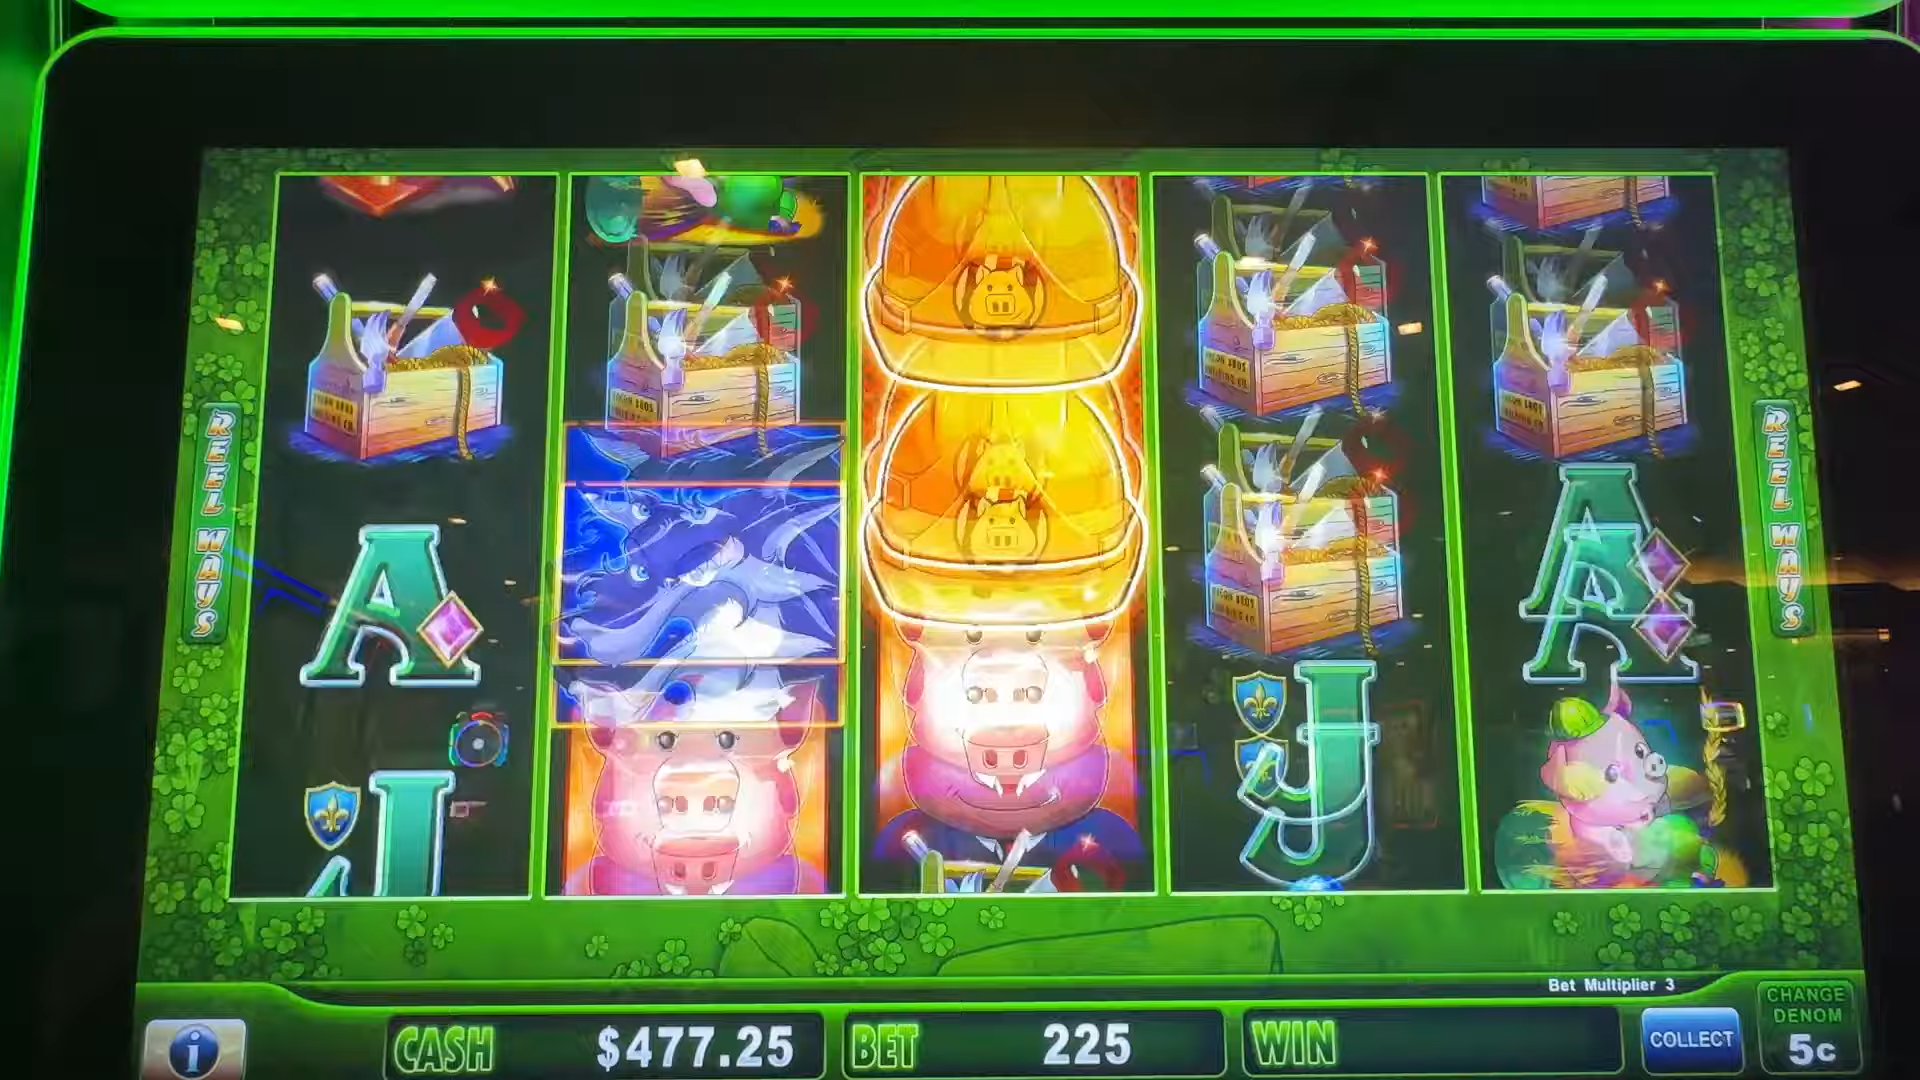 REEL WAYS
REEL WAYS
A
J
J
A
A
Bet Multiplier 3
CHANGE
DENOM
5c
CASH
$477.25
BET
225
WIN
COLLECT
i